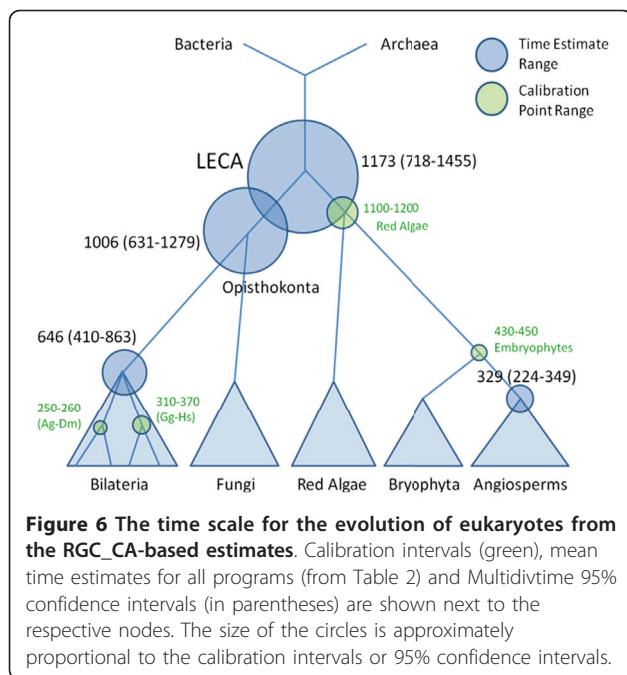 Bacteria
Archaea
Time Estimate
Range
Calibration
Point Range
LECA
1173 (718-1455)
1100-1200
Red Algae
1006 (631-1279)
Opisthokonta
646 (410-863)
430-450
Embryophytes
329 (224-349)
250-260
(Ag-Dm)
310-370
(Gg-Hs)
Bilateria
Fungi
Red Algae
Bryophyta
Angiosperms
Figure 6 The time scale for the evolution of eukaryotes from
the RGC_CA-based estimates. Calibration intervals (green), mean
time estimates for all programs (from Table 2) and Multidivtime 95%
confidence intervals (in parentheses) are shown next to the
respective nodes. The size of the circles is approximately
proportional to the calibration intervals or 95% confidence intervals.